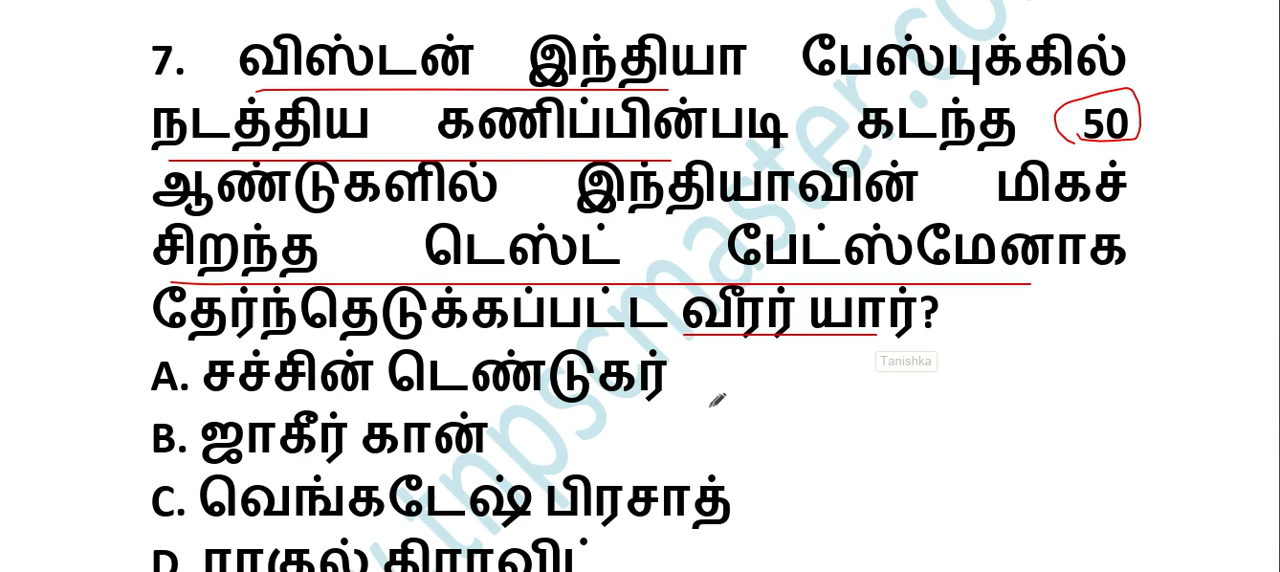 7. விஸ்டன் இந்தியா பேஸ்புக்கில்
நடத்திய கணிப்பின்படி கடந்த 50
ஆண்டுகளில் இந்தியாவின் மிகச்
சிறந்த டெஸ்ட் பேட்ஸ்மேனாக
தேர்ந்தெடுக்கப்பட்ட வீரர் யார்?
Tanishka
A. சச்சின் டெண்டுகர்
B. ஜாகீர் கான்
C. வெங்கடேஷ் பிரசாத்
D. ராகுல் திராவிட்